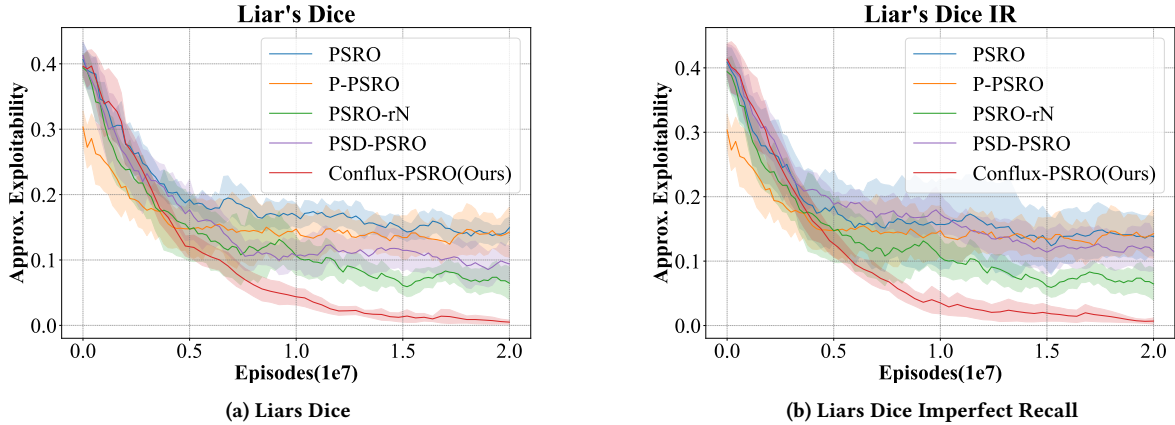 Liar's Dice
Approx. Exploitability
0.4
0.3
0.2
0.1
0.0
PSRO
P-PSRO
PSRO-rN
PSD-PSRO
Conflux-PSRO(Ours)
0.0 0.5 1.0 1.5 2.0
Episodes(1e7)
(a) Liars Dice
Liar's Dice IR
Approx. Exploitability
0.4
0.3
0.2
0.1
0.0
PSRO
P-PSRO
PSRO-rN
PSD-PSRO
Conflux-PSRO(Ours)
0.0 0.5 1.0 1.5 2.0
Episodes(1e7)
(b) Liars Dice Imperfect Recall